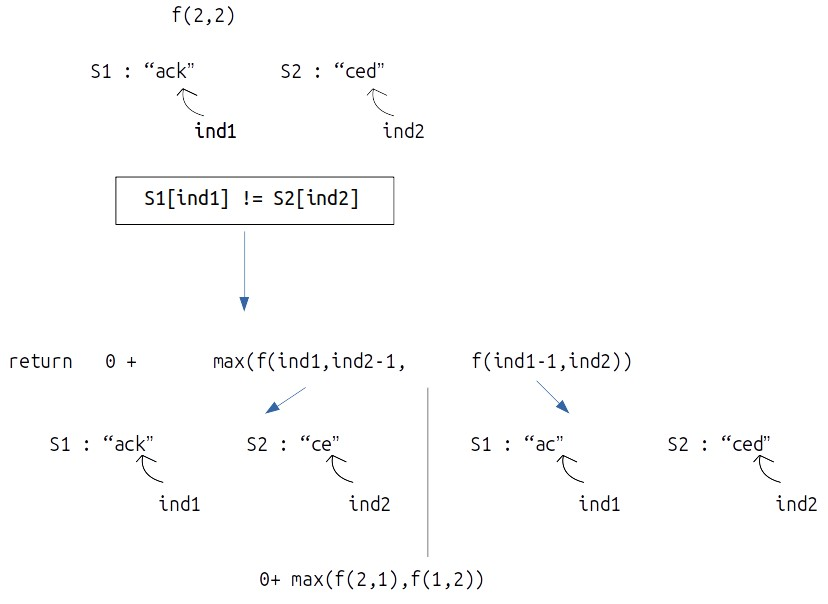 f(2,2)
S1 : “ack” S2 : “ced”
ind1 ind2
S1[ind1] != S2[ind2]
return 0 + max(f(ind1,ind2-1, f(ind1-1,ind2))
S1 : “ack” S2 : “ce” S1 : “ac” S2 : “ced”
ind1 ind2 ind1 ind2
0+ max(f(2,1),f(1,2))